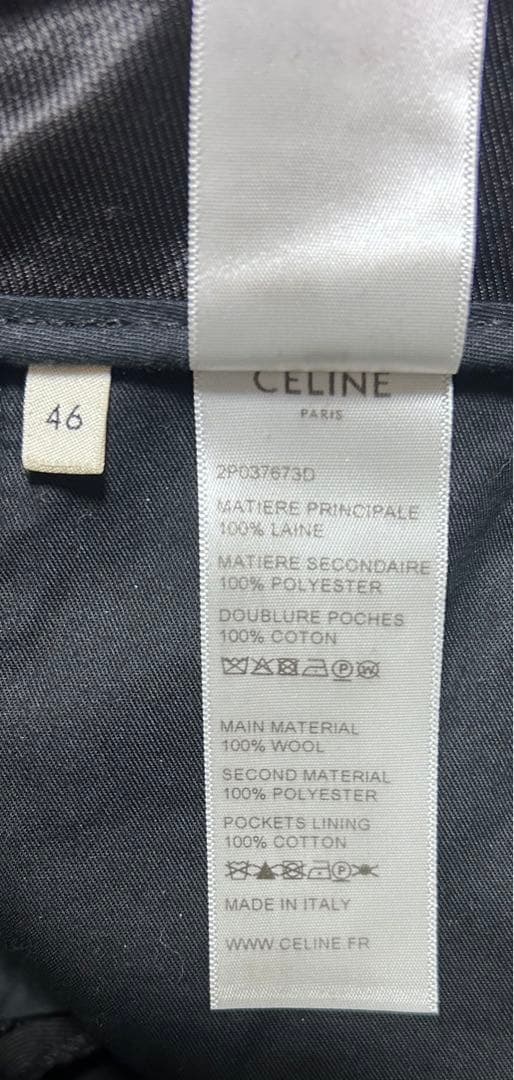 CELINE
PARIS
46
2P037673D
MATIERE PRINCIPALE
100% LAINE
MATIERE SECONDAIRE
100% POLYESTER
DOUBLURE POCHES
100% COTON
MAIN MATERIAL
100% WOOL
SECOND MATERIAL
100% POLYESTER
POCKETS LINING
100% COTTON
MADE IN ITALY
WWW.CELINE.FR